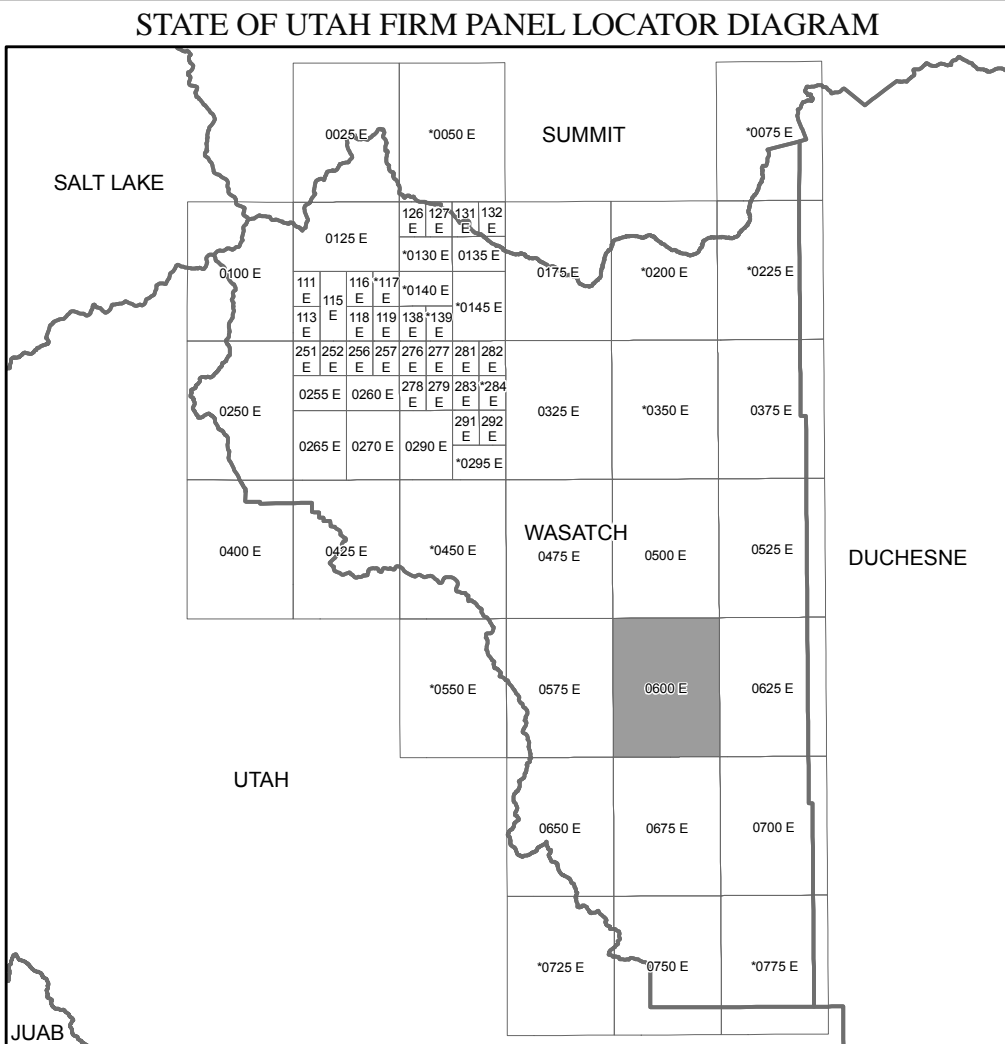 STATE OF UTAH FIRM PANEL LOCATOR DIAGRAM
0025 E
*0050 E
SUMMIT
*0075 E
SALT LAKE
126 E
127 E
131 E
132 E
0125 E
*0130 E
0135 E
0100 E
0175 E
*0200 E
*0225 E
111 E
115 E
116 E
*117 E
*0140 E
*0145 E
113 E
118 E
119 E
138 E
*139 E
251 E
252 E
256 E
257 E
276 E
277 E
281 E
282 E
0255 E
0260 E
278 E
279 E
283 E
*284 E
0250 E
0325 E
*0350 E
0375 E
291 E
292 E
0265 E
0270 E
0290 E
*0295 E
WASATCH
0400 E
0425 E
*0450 E
0475 E
0500 E
0525 E
DUCHESNE
*0550 E
0575 E
0600 E
0625 E
UTAH
0650 E
0675 E
0700 E
*0725 E
0750 E
*0775 E
JUAB